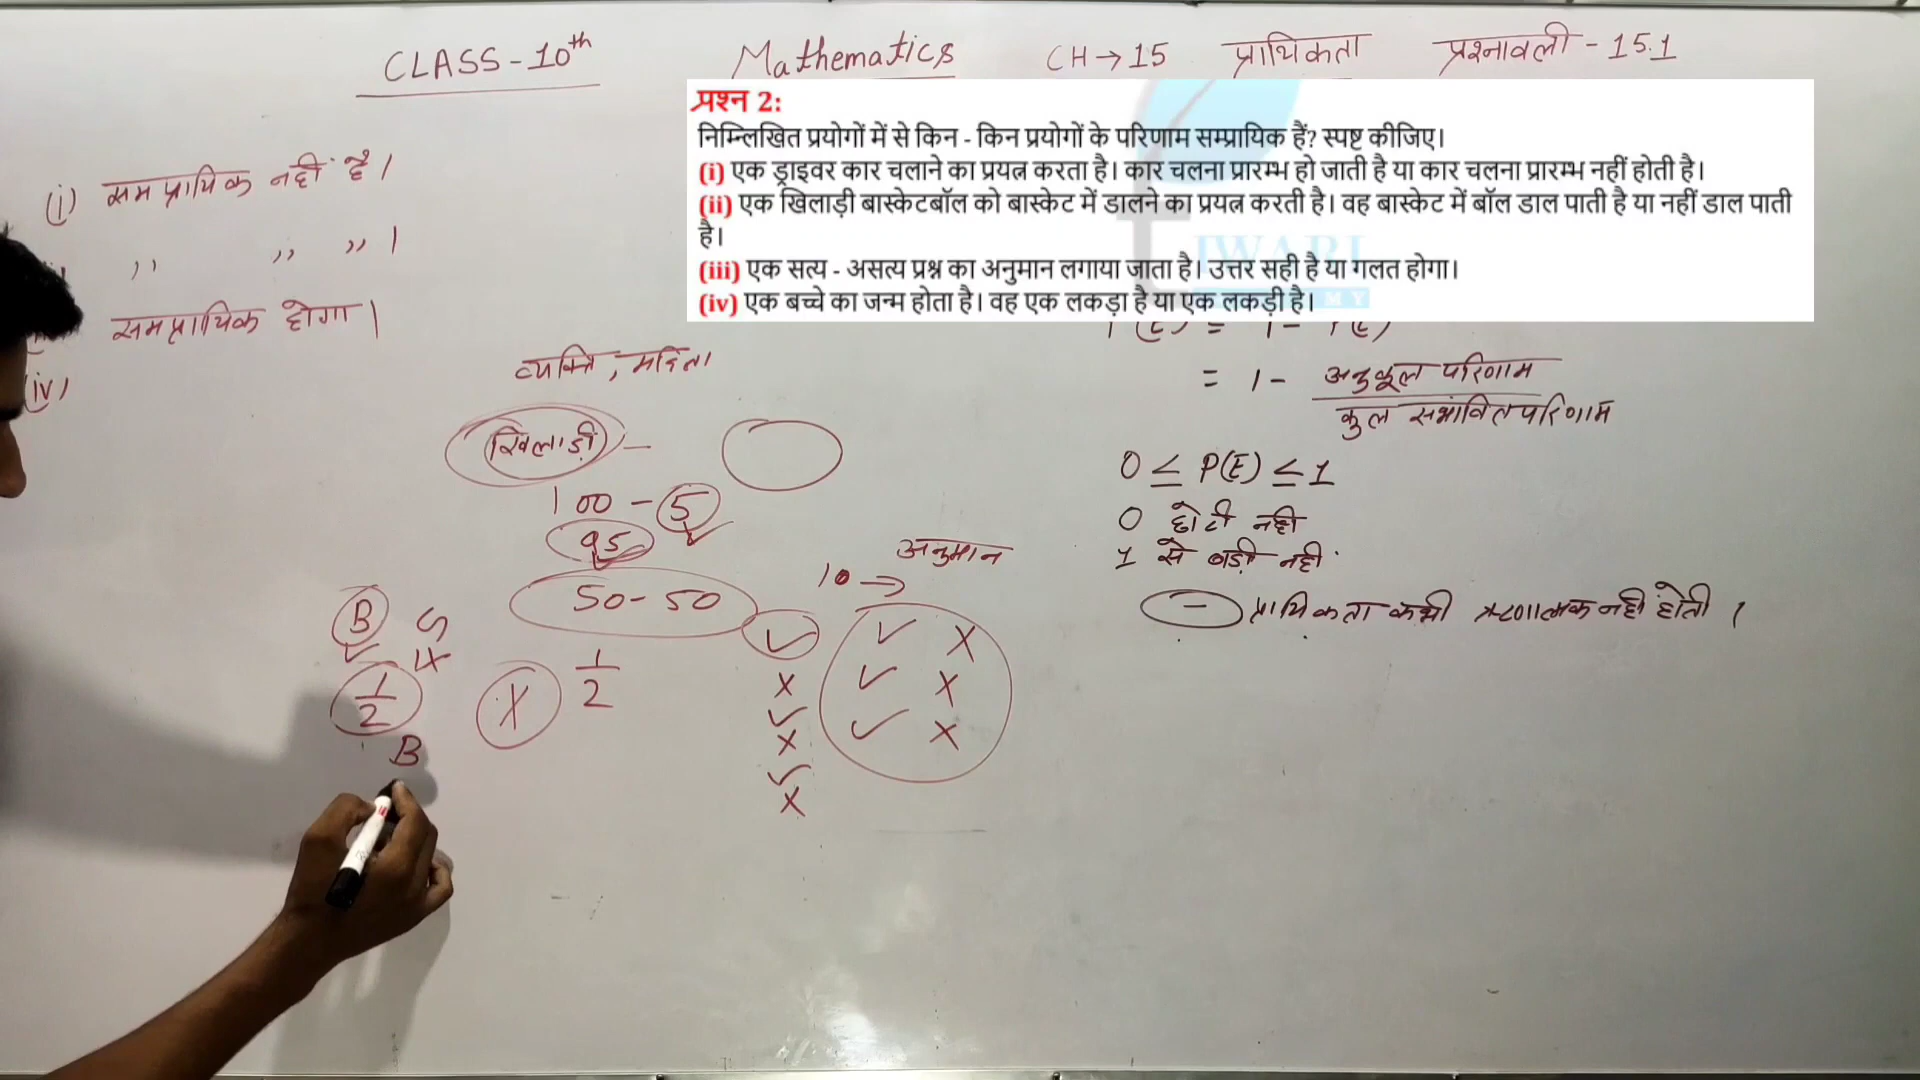 CLASS-10th Mathematics CH→15 प्रायिकता प्रश्नावली-15.1
प्रश्न 2:
निम्न्लिखित प्रयोगों में से किन - किन प्रयोगों के परिणाम सम्प्रायिक हैं? स्पष्ट कीजिए।
(i) एक ड्राइवर कार चलाने का प्रयत्न करता है। कार चलना प्रारम्भ हो जाती है या कार चलना प्रारम्भ नहीं होती है।
(ii) एक खिलाड़ी बास्केटबॉल को बास्केट में डालने का प्रयत्न करती है। वह बास्केट में बॉल डाल पाती है या नहीं डाल पाती
है।
(iii) एक सत्य - असत्य प्रश्न का अनुमान लगाया जाता है। उत्तर सही है या गलत होगा।
(iv) एक बच्चे का जन्म होता है। वह एक लकड़ा है या एक लकड़ी है।
(i) सम प्रायिक नहीं है।
,, ,, ,, ।
समप्रायिक होगा।
(iv)
व्यक्ति, महिला
खिलाड़ी -
100 - 5
95
50-50
10 → अनुमान
B G
✓ X
1/2 X 1/2
B
✓ ✓ X
X ✓ X
✓ ✓ X
X
✓
X
= 1 - अनुकूल परिणाम
कुल सभांवित परिणाम
0 ≤ P(E) ≤ 1
0 छोटी नही
1 से बड़ी नही
- प्रायिकता कभी ऋणात्मक नही होती।